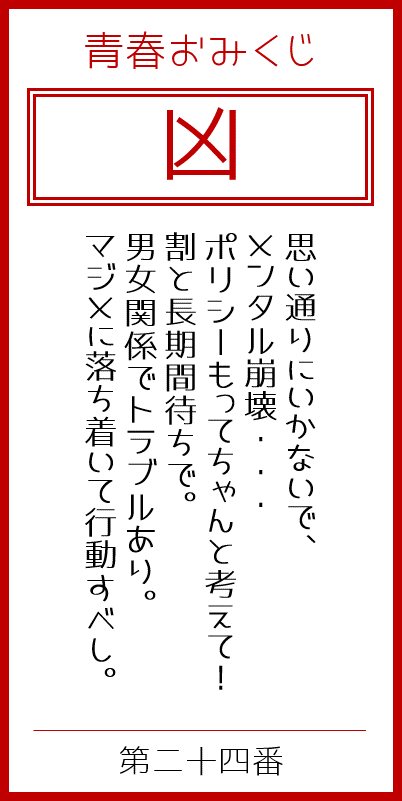 青春おみくじ
凶
思い通りにいかないで、
メンタル崩壊・・・
ポリシーもってちゃんと考えて！
割と長期間待ちで。
男女関係でトラブルあり。
マジメに落ち着いて行動すべし。
第二十四番